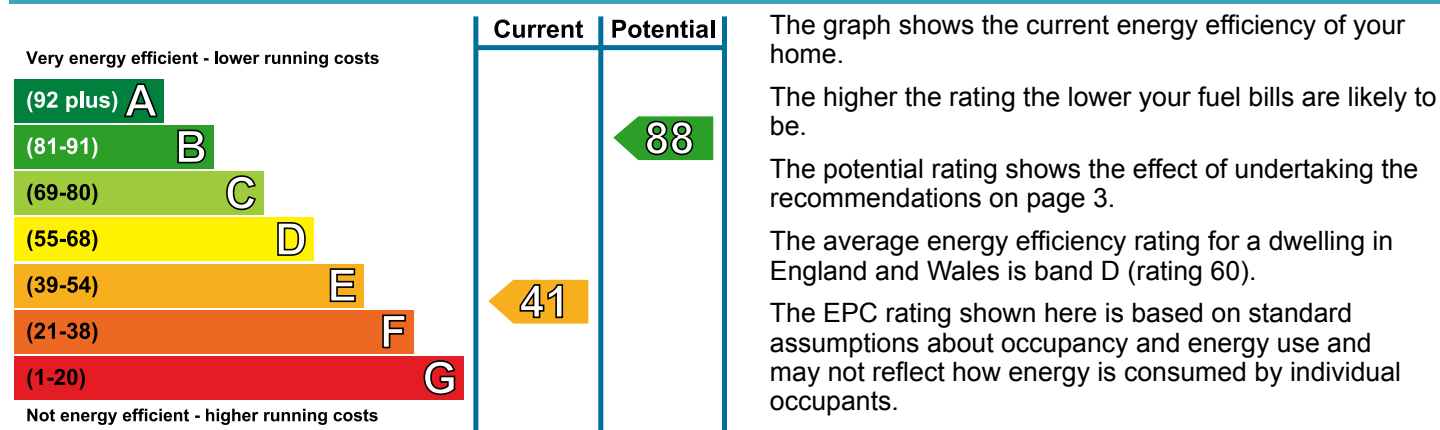 Current Potential
Very energy efficient - lower running costs
(92 plus) A
(81-91) B
88
(69-80) C
(55-68) D
(39-54) E
41
(21-38) F
(1-20) G
Not energy efficient - higher running costs
The graph shows the current energy efficiency of your
home.
The higher the rating the lower your fuel bills are likely to
be.
The potential rating shows the effect of undertaking the
recommendations on page 3.
The average energy efficiency rating for a dwelling in
England and Wales is band D (rating 60).
The EPC rating shown here is based on standard
assumptions about occupancy and energy use and
may not reflect how energy is consumed by individual
occupants.